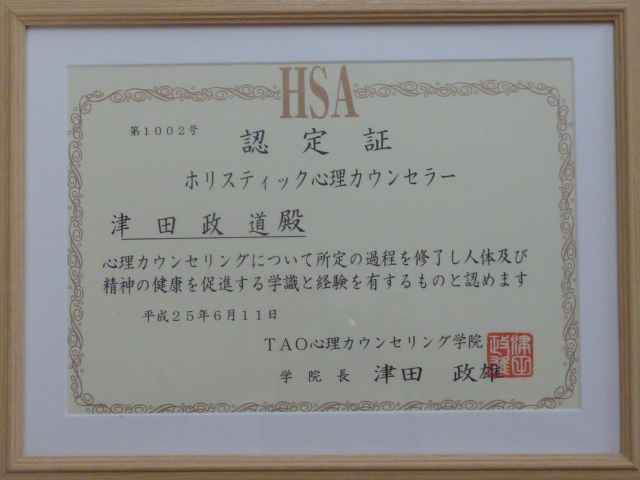 HSA
第1002号
認定証
ホリスティック心理カウンセラー
津田政道殿
心理カウンセリングについて所定の過程を修了し人体及び
精神の健康を促進する学識と経験を有するものと認めます
平成25年6月11日
TAO心理カウンセリング学院
学院長 津田 政雄